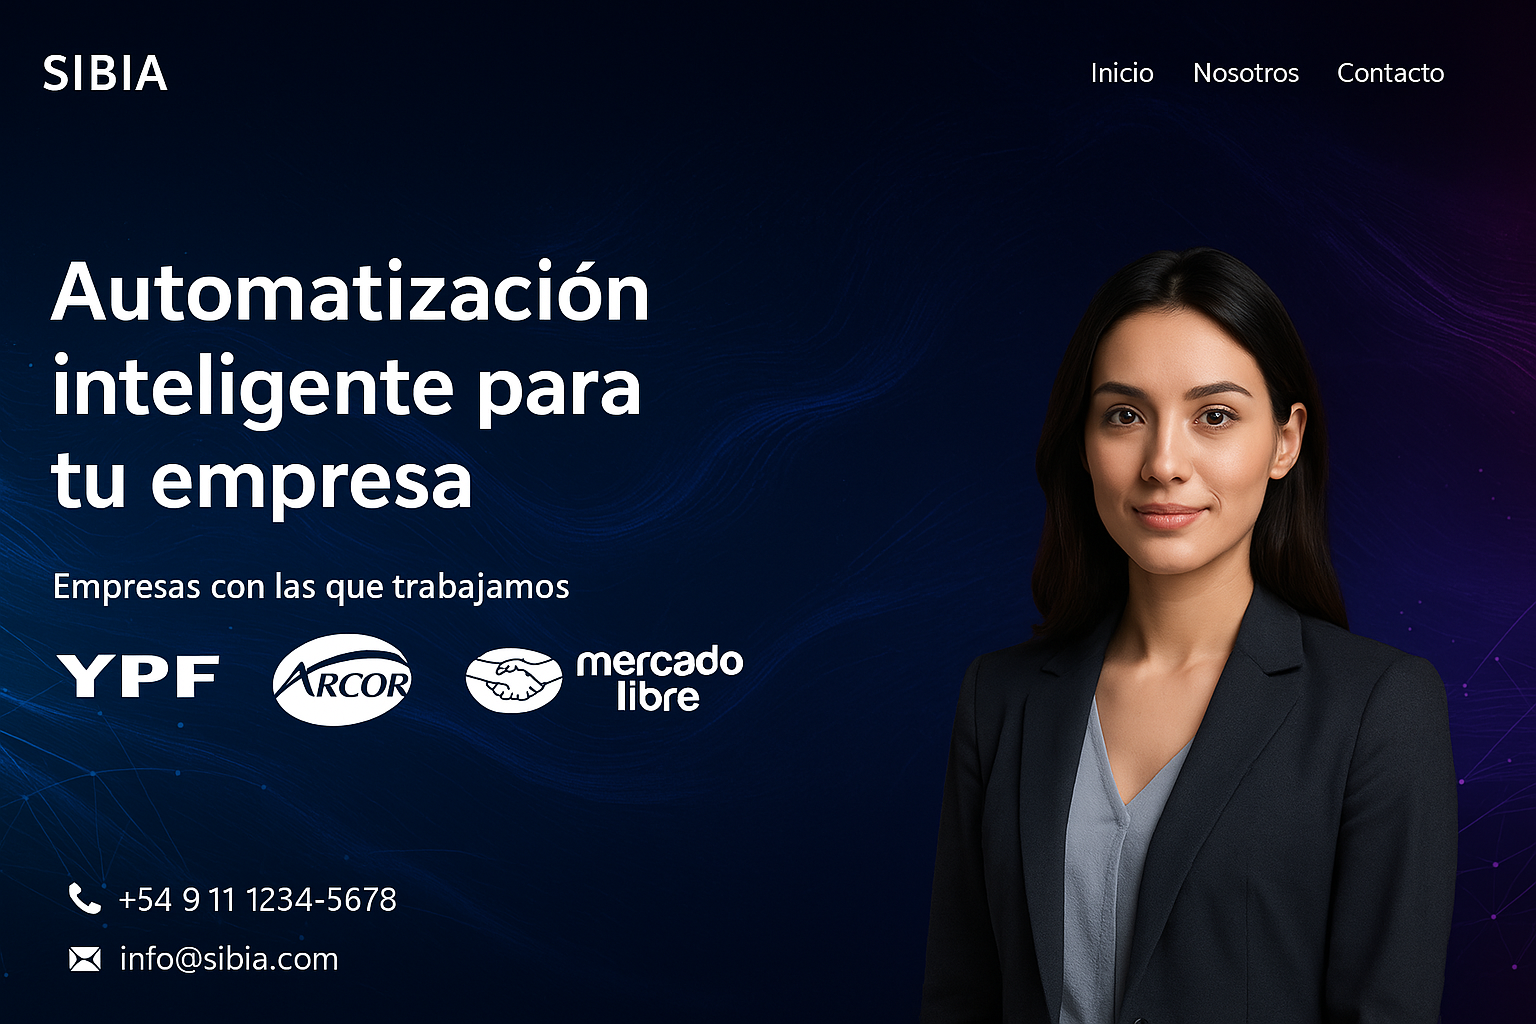 SIBIA
Inicio Nosotros Contacto
Automatización
inteligente para
tu empresa
Empresas con las que trabajamos
YPF
ARCOR
mercado
libre
+54 9 11 1234-5678
info@sibia.com